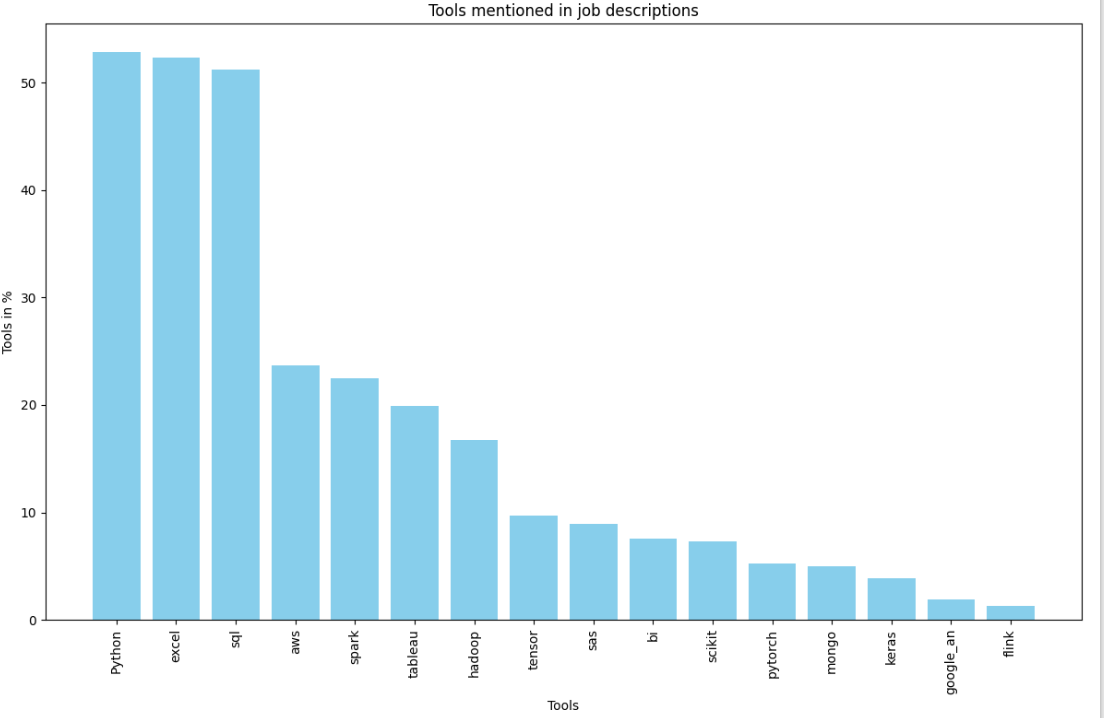 Tools mentioned in job descriptions
Tools in %
50
40
30
20
10
0
Python
excel
sql
aws
spark
tableau
hadoop
tensor
sas
bi
scikit
pytorch
mongo
keras
google_an
flink
Tools